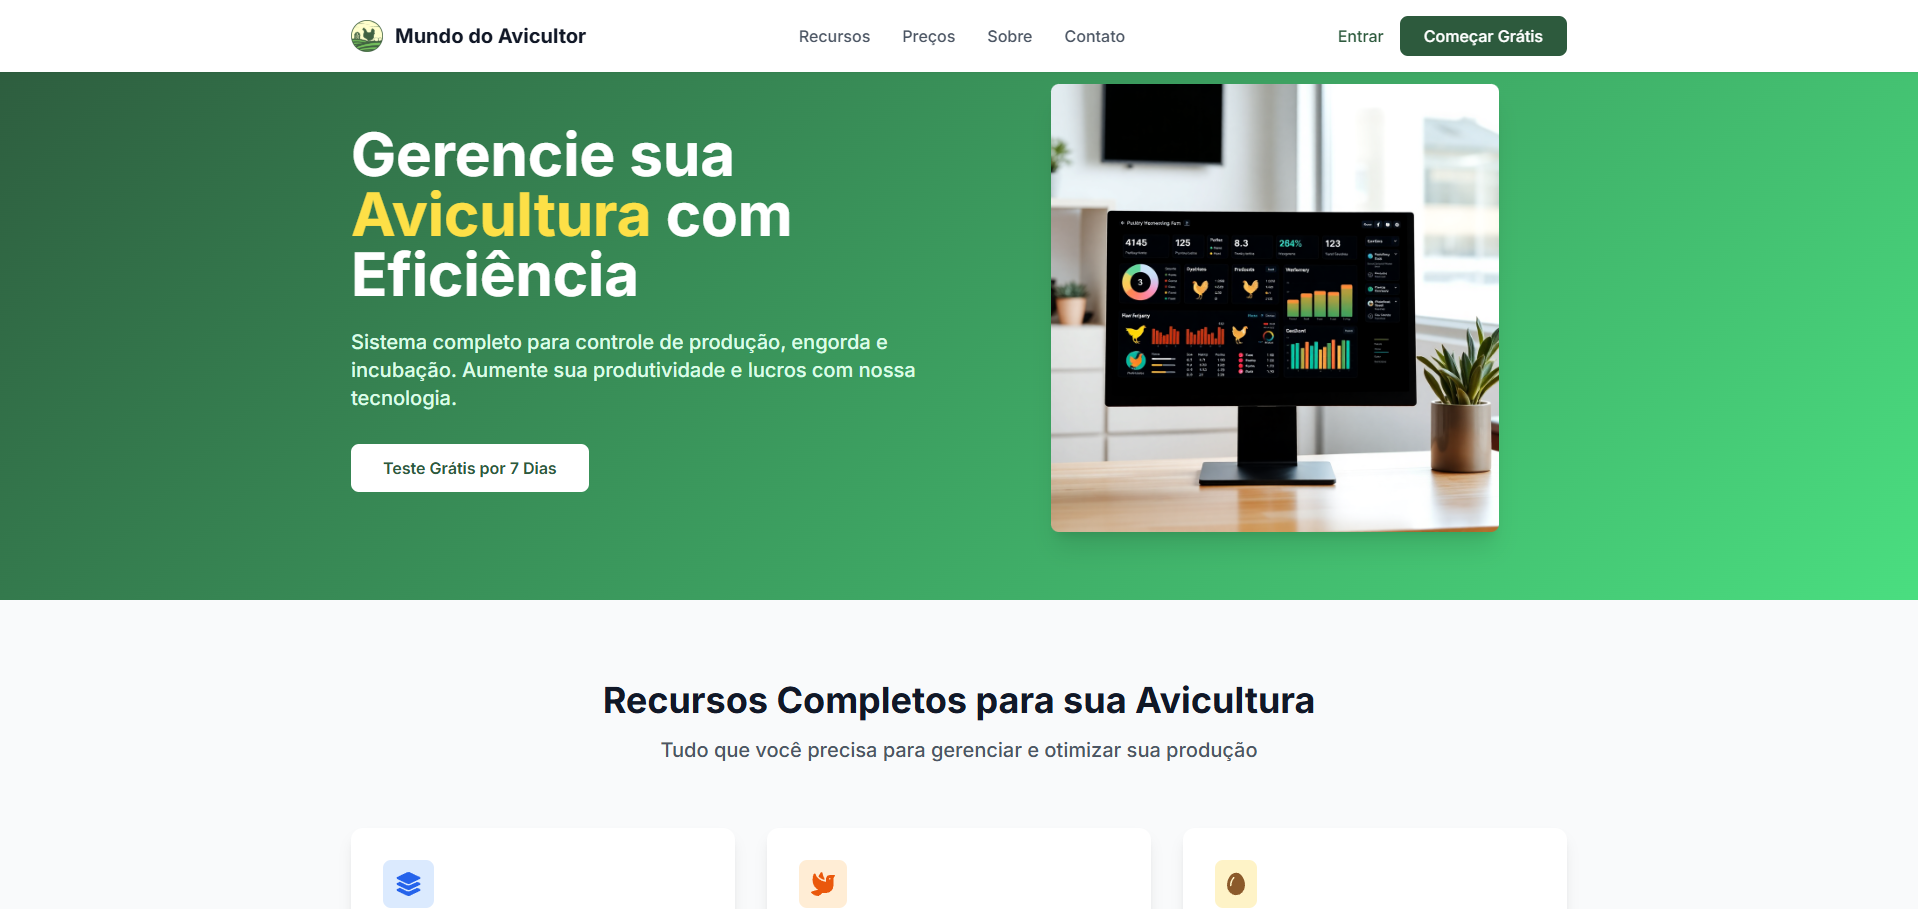 Mundo do Avicultor
Recursos
Preços
Sobre
Contato
Entrar
Começar Grátis
Gerencie sua
Avicultura com
Eficiência
Sistema completo para controle de produção, engorda e
incubação. Aumente sua produtividade e lucros com nossa
tecnologia.
Teste Grátis por 7 Dias
4145
125
8.3
264%
123
3
Recursos Completos para sua Avicultura
Tudo que você precisa para gerenciar e otimizar sua produção